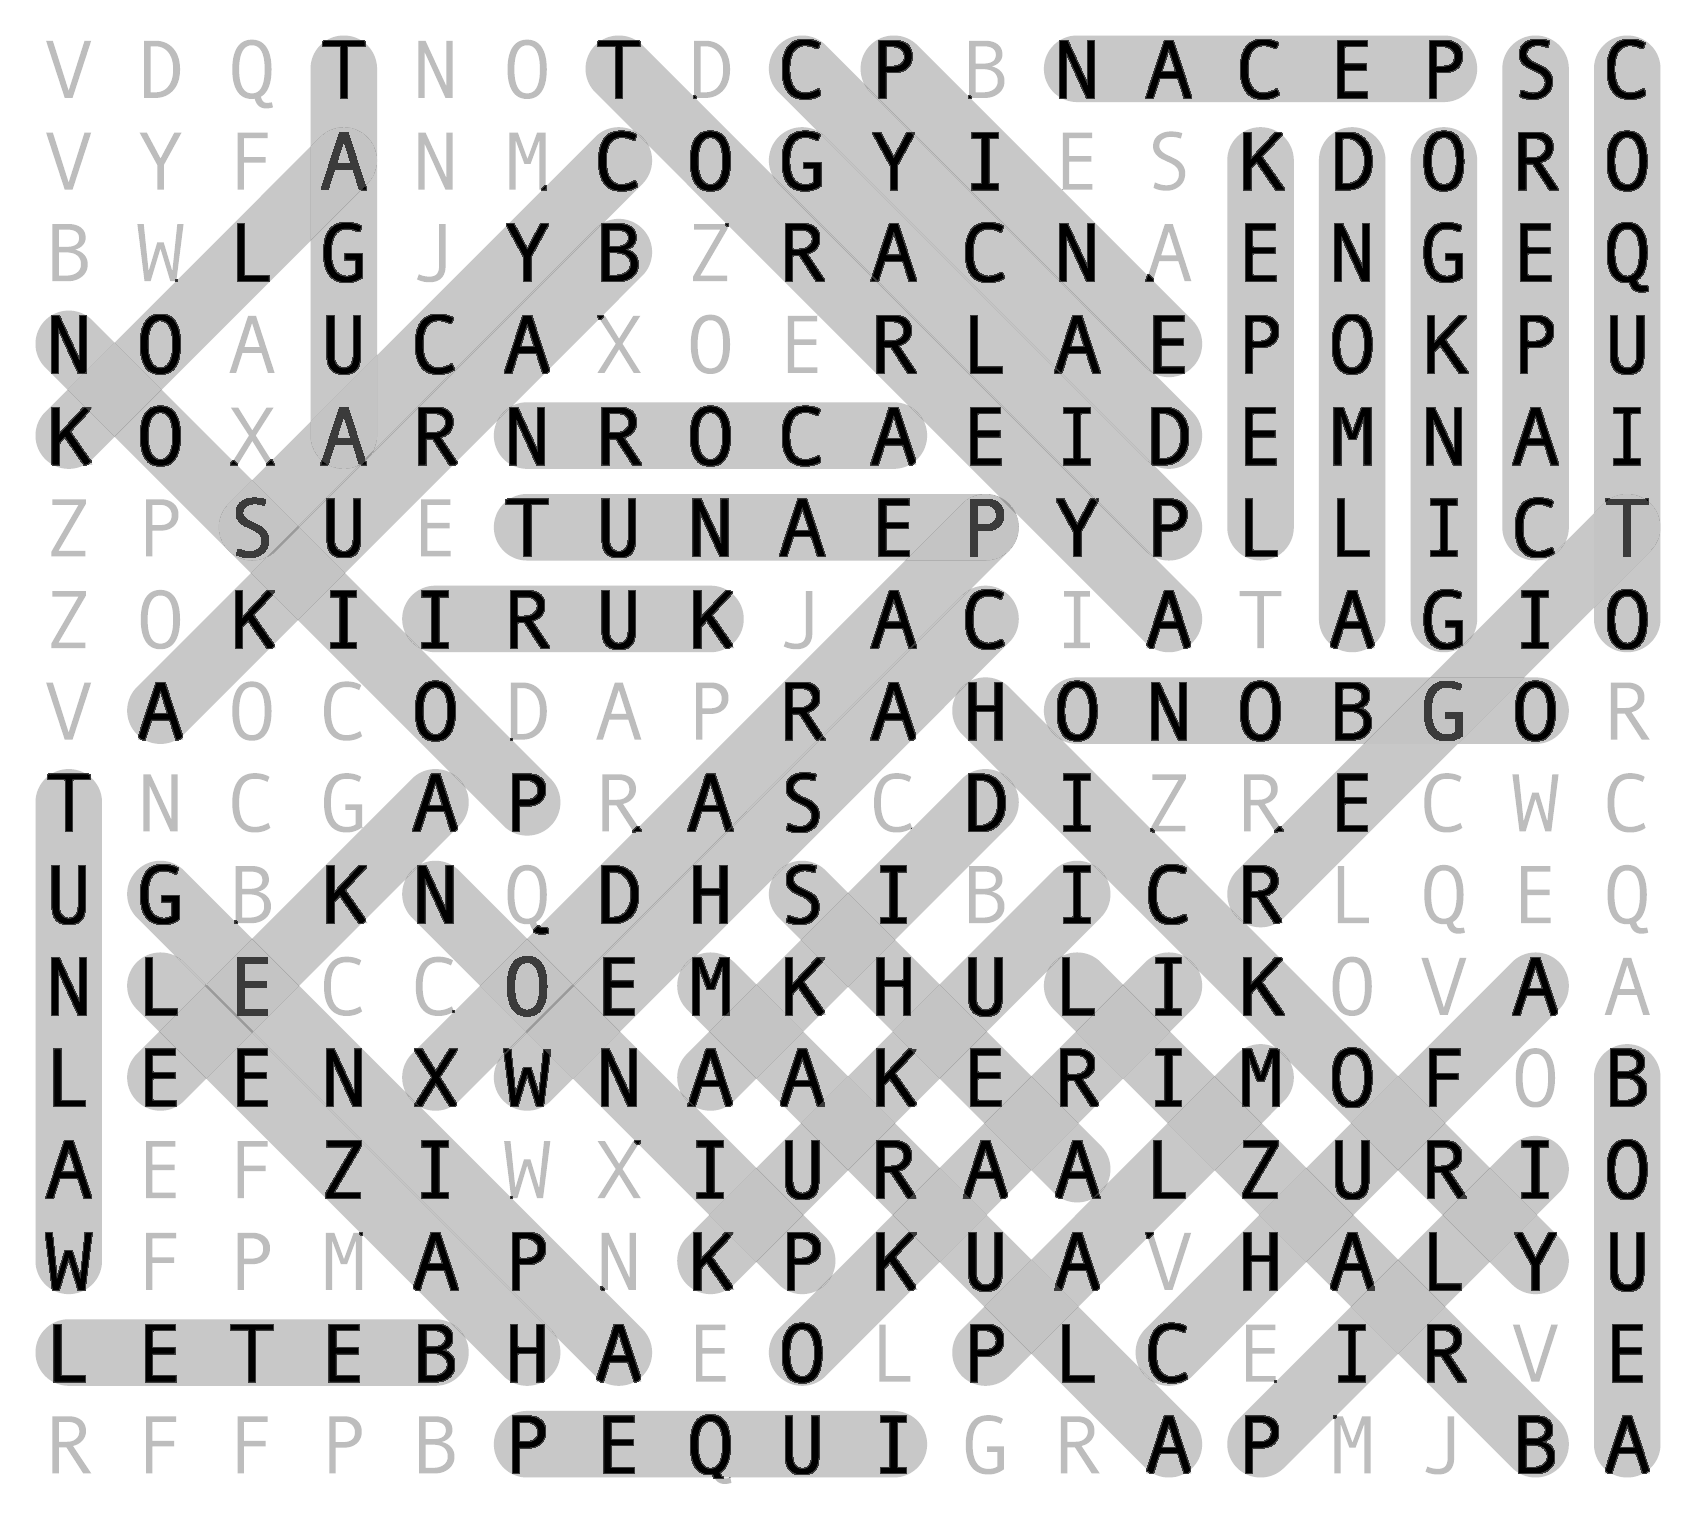 V D Q T N O T D C P B N A C E P S C
V Y F A N M C O G Y I E S K D O R O
B W L G J Y B Z R A C N A E N G E Q
N O A U C A X O E R L A E P O K P U
K O X A R N R O C A E I D E M N A I
Z P S U E T U N A E P Y P L L I C T
Z O K I I R U K J A C I A T A G I O
V A O C O D A P R A H O N O B G O R
T N C G A P R A S C D I Z R E C W C
U G B K N Q D H S I B I C R L Q E Q
N L E C C O E M K H U L I K O V A A
L E E N X W N A A K E R I M O F O B
A E F Z I W X I U R A A L Z U R I O
W F P M A P N K P K U A V H A L Y U
L E T E B H A E O L P L C E I R V E
R F F P B P E Q U I G R A P M J B A